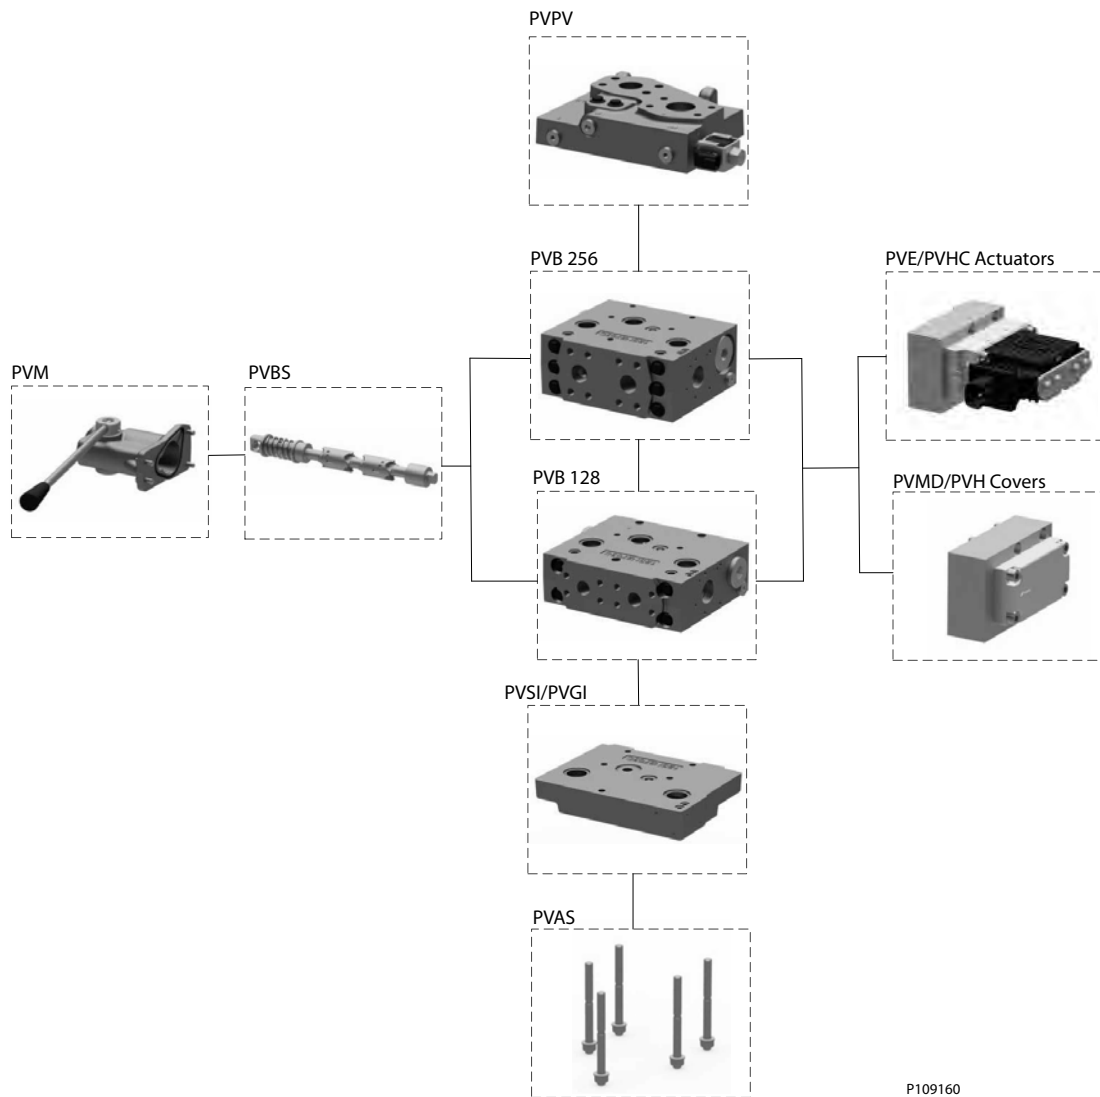 PVPV
PVB 256
PVE/PVHC Actuators
PVM
PVBS
PVB 128
PVMD/PVH Covers
PVSI/PVGI
PVAS
P109160